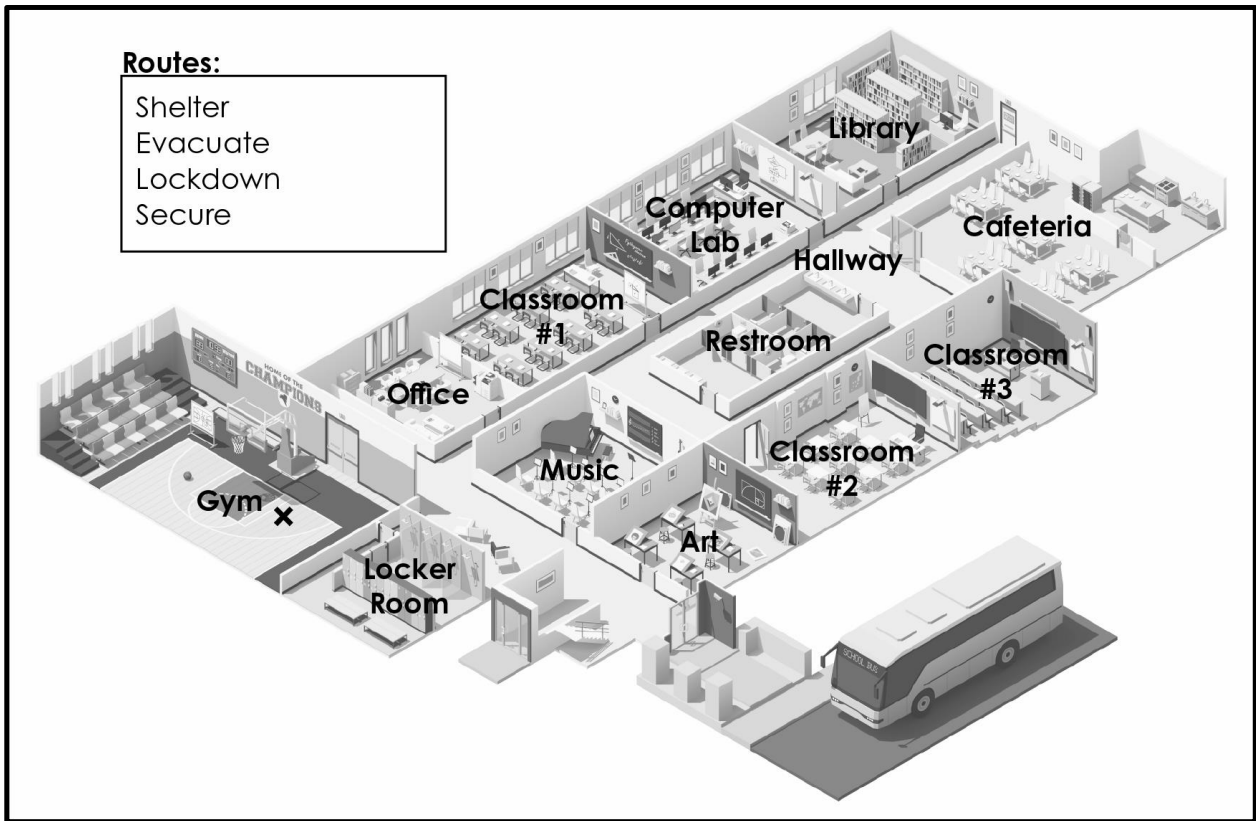 Routes:
Shelter
Evacuate
Lockdown
Secure
Library
Computer
Lab
Cafeteria
Hallway
Classroom
#1
Restroom
Classroom
#3
Office
HOME OF THE
CHAMPIONS
Music
Classroom
#2
Gym
Art
Locker
Room
SCHOOL BUS